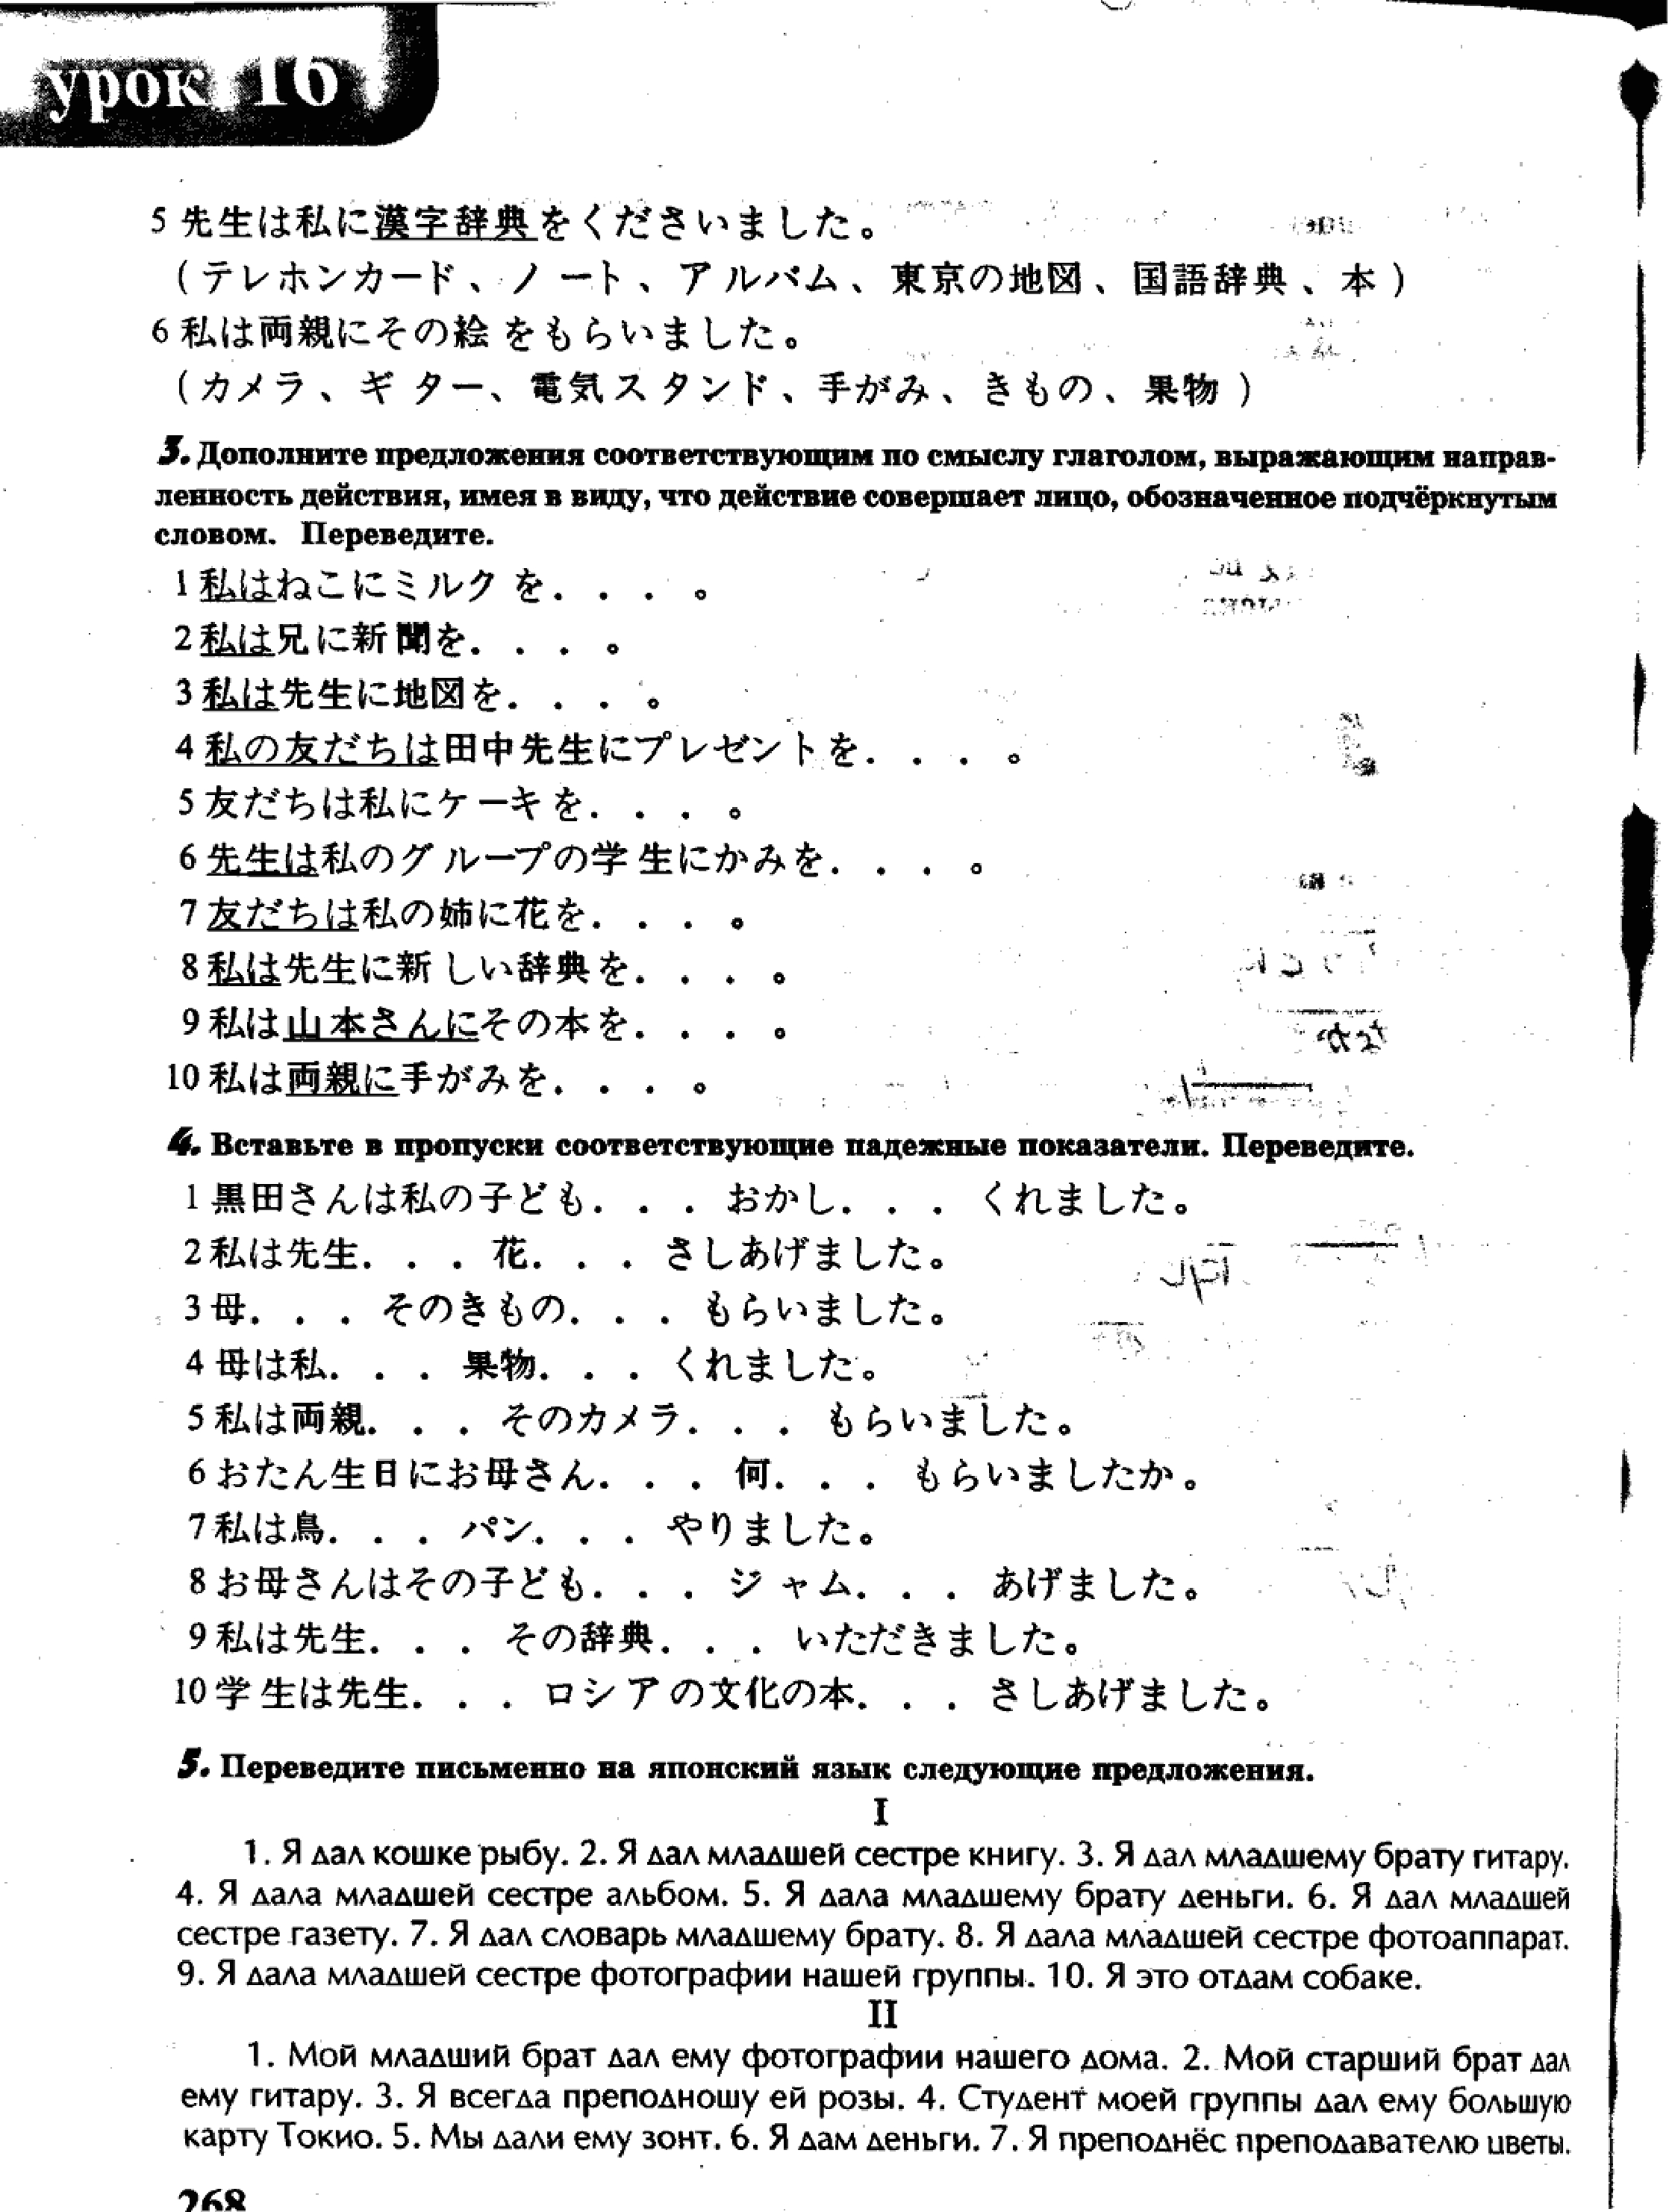 урок 16
5 先生は私に漢字辞典をくださいました。
(テレホンカード、ノート、アルバム、東京の地図、国語辞典、本)
6 私は両親にその絵をもらいました。
(カメラ、ギター、電気スタンド、手がみ、きもの、果物)
3. Дополните предложения соответствующим по смыслу глаголом, выражающим направ-
ленность действия, имея в виду, что действие совершает лицо, обозначенное подчёркнутым
словом. Переведите.
1 私はねこにミルクを. . . 。
2 私は兄に新聞を. . . 。
3 私は先生に地図を. . . 。
4 私の友だちは田中先生にプレゼントを. . . 。
5 友だちは私にケーキを. . . 。
6 先生は私のグループの学生にかみを. . . 。
7 友だちは私の姉に花を. . . 。
8 私は先生に新しい辞典を. . . 。
9 私は山本さんにその本を. . . 。
10 私は両親に手がみを. . . 。
4. Вставьте в пропуски соответствующие падежные показатели. Переведите.
1 黒田さんは私の子ども. . . おかし. . . くれました。
2 私は先生. . . 花. . . さしあげました。
3 母. . . そのきもの. . . もらいました。
4 母は私. . . 果物. . . くれました。
5 私は両親. . . そのカメラ. . . もらいました。
6 おたん生日にお母さん. . . 何. . . もらいましたか。
7 私は鳥. . . パン. . . やりました。
8 お母さんはその子ども. . . ジャム. . . あげました。
9 私は先生. . . その辞典. . . いただきました。
10 学生は先生. . . ロシアの文化の本. . . さしあげました。
5. Переведите письменно на японский язык следующие предложения.
I
1. Я дал кошке рыбу. 2. Я дал младшей сестре книгу. 3. Я дал младшему брату гитару.
4. Я дала младшей сестре альбом. 5. Я дала младшему брату деньги. 6. Я дал младшей
сестре газету. 7. Я дал словарь младшему брату. 8. Я дала младшей сестре фотоаппарат.
9. Я дала младшей сестре фотографии нашей группы. 10. Я это отдам собаке.
II
1. Мой младший брат дал ему фотографии нашего дома. 2. Мой старший брат дал
ему гитару. 3. Я всегда преподношу ей розы. 4. Студент моей группы дал ему большую
карту Токио. 5. Мы дали ему зонт. 6. Я дам деньги. 7. Я преподнёс преподавателю цветы.
268